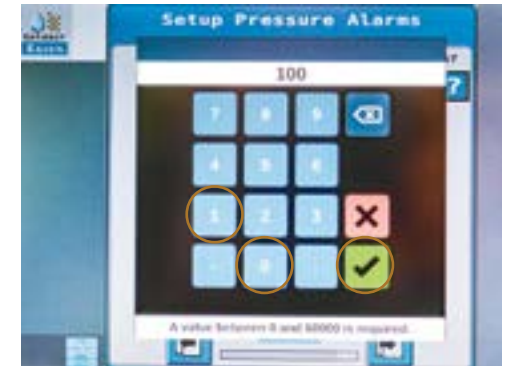 Setup Pressure Alarms
?
100
7 8 9
4 5 6
1 2 3
0
A value between 0 and 60000 is required.